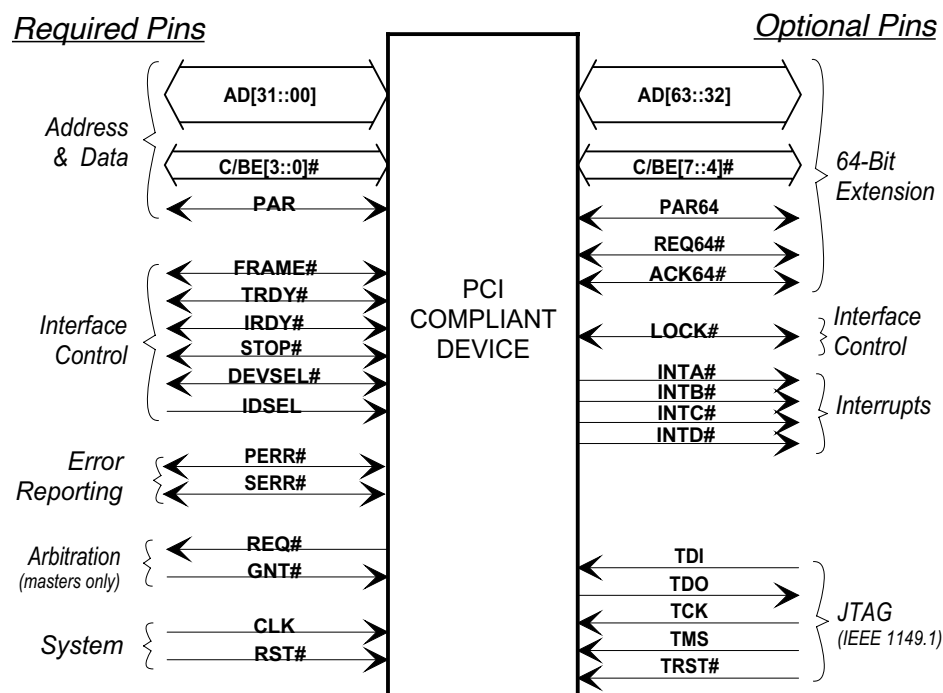 Required Pins
Optional Pins
Address
& Data
AD[31::00]
C/BE[3::0]#
PAR
Interface
Control
FRAME#
TRDY#
IRDY#
STOP#
DEVSEL#
IDSEL
Error
Reporting
PERR#
SERR#
Arbitration
(masters only)
REQ#
GNT#
System
CLK
RST#
PCI
COMPLIANT
DEVICE
AD[63::32]
C/BE[7::4]#
PAR64
REQ64#
ACK64#
64-Bit
Extension
LOCK#
Interface
Control
INTA#
INTB#
INTC#
INTD#
Interrupts
TDI
TDO
TCK
TMS
TRST#
JTAG
(IEEE 1149.1)